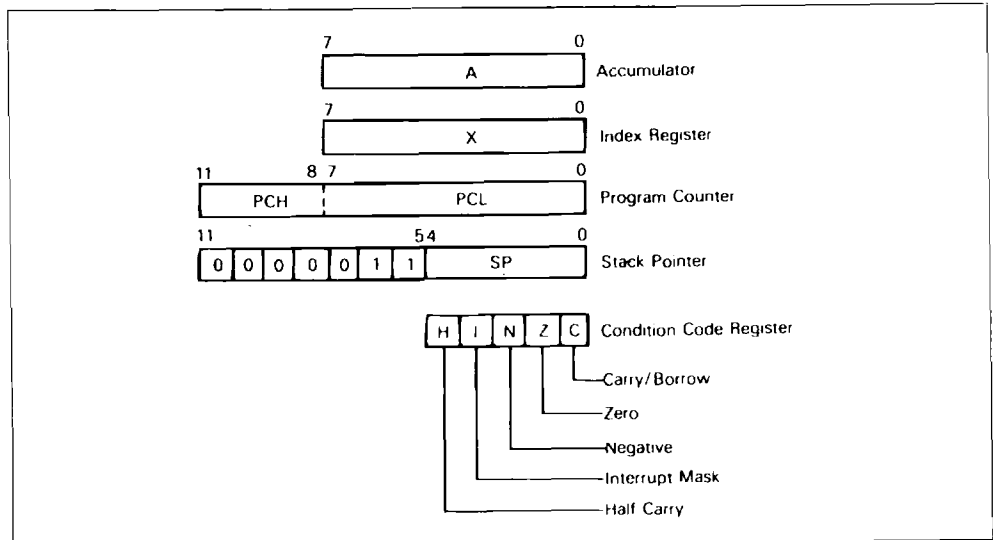 7 0
A Accumulator
7 0
X Index Register
11 8 7 0
PCH PCL Program Counter
11 5 4 0
0 0 0 0 0 1 1 SP Stack Pointer
H I N Z C Condition Code Register
Carry/Borrow
Zero
Negative
Interrupt Mask
Half Carry